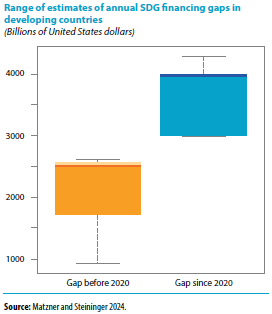 Range of estimates of annual SDG financing gaps in
developing countries
(Billions of United States dollars)
4000
3000
2000
1000
Gap before 2020
Gap since 2020
Source: Matzner and Steininger 2024.